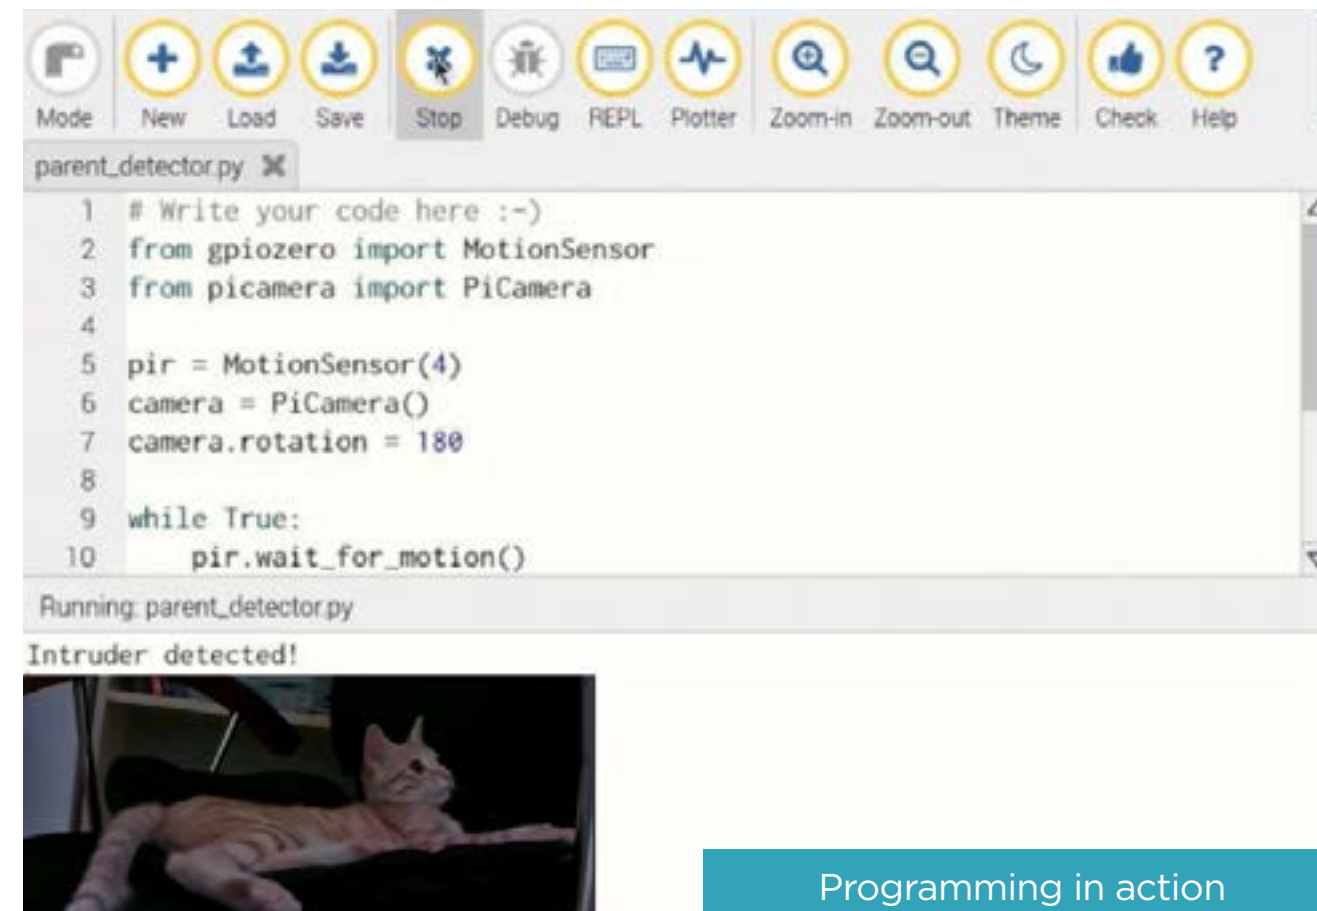 Mode New Load Save Stop Debug REPL Plotter Zoom-in Zoom-out Theme Check Help
parent_detector.py
1 # Write your code here :-)
2 from gpiozero import MotionSensor
3 from picamera import PiCamera
4
5 pir = MotionSensor(4)
6 camera = PiCamera()
7 camera.rotation = 180
8
9 while True:
10     pir.wait_for_motion()
Running: parent_detector.py
Intruder detected!
Programming in action